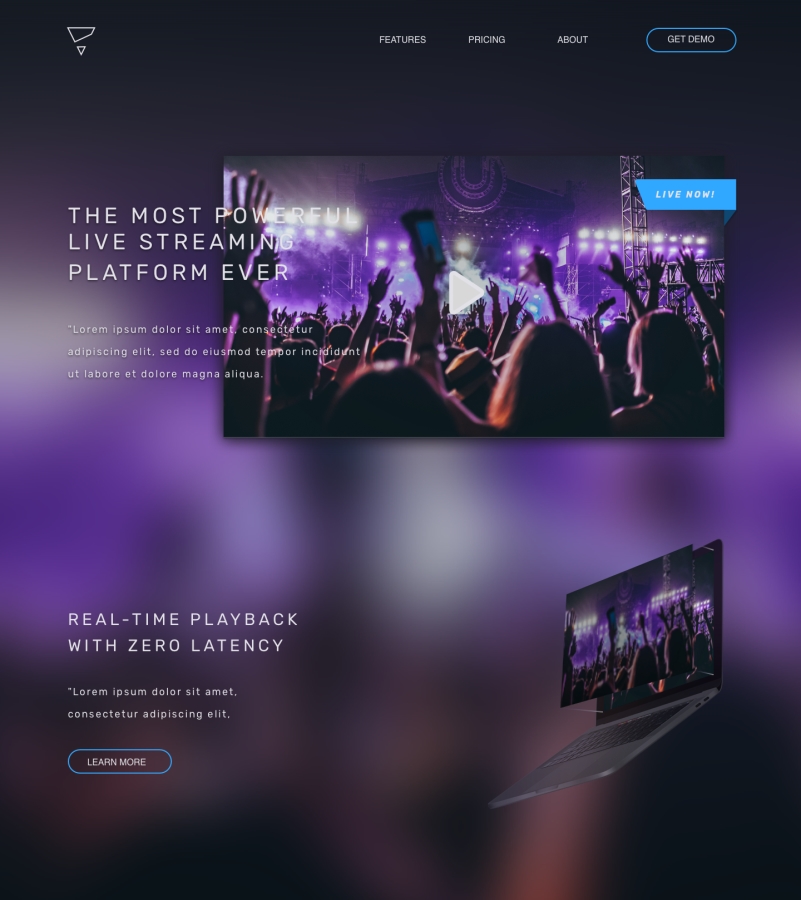 FEATURES
PRICING
ABOUT
GET DEMO
LIVE NOW!
THE MOST POWERFUL
LIVE STREAMING
PLATFORM EVER
"Lorem ipsum dolor sit amet, consectetur
adipiscing elit, sed do eiusmod tempor incididunt
ut labore et dolore magna aliqua.
REAL-TIME PLAYBACK
WITH ZERO LATENCY
"Lorem ipsum dolor sit amet,
consectetur adipiscing elit,
LEARN MORE